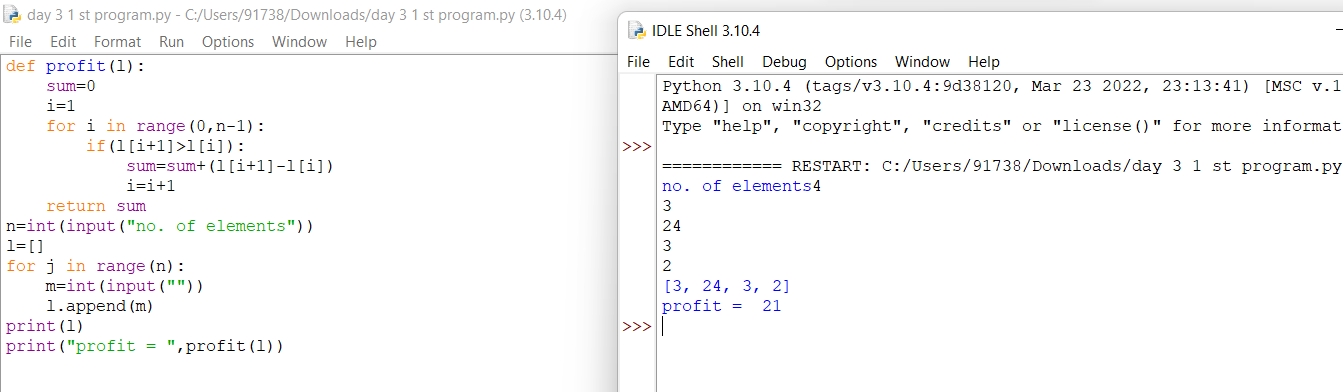 day 3 1 st program.py - C:/Users/91738/Downloads/day 3 1 st program.py (3.10.4)
File Edit Format Run Options Window Help
def profit(l):
    sum=0
    i=1
    for i in range(0,n-1):
        if(l[i+1]>l[i]):
            sum=sum+(l[i+1]-l[i])
            i=i+1
    return sum
n=int(input("no. of elements"))
l=[]
for j in range(n):
    m=int(input(""))
    l.append(m)
print(l)
print("profit = ",profit(l))
IDLE Shell 3.10.4
File Edit Shell Debug Options Window Help
Python 3.10.4 (tags/v3.10.4:9d38120, Mar 23 2022, 23:13:41) [MSC v.1
AMD64)] on win32
Type "help", "copyright", "credits" or "license()" for more informat
>>>
============ RESTART: C:/Users/91738/Downloads/day 3 1 st program.py
no. of elements4
3
24
3
2
[3, 24, 3, 2]
profit =  21
>>>